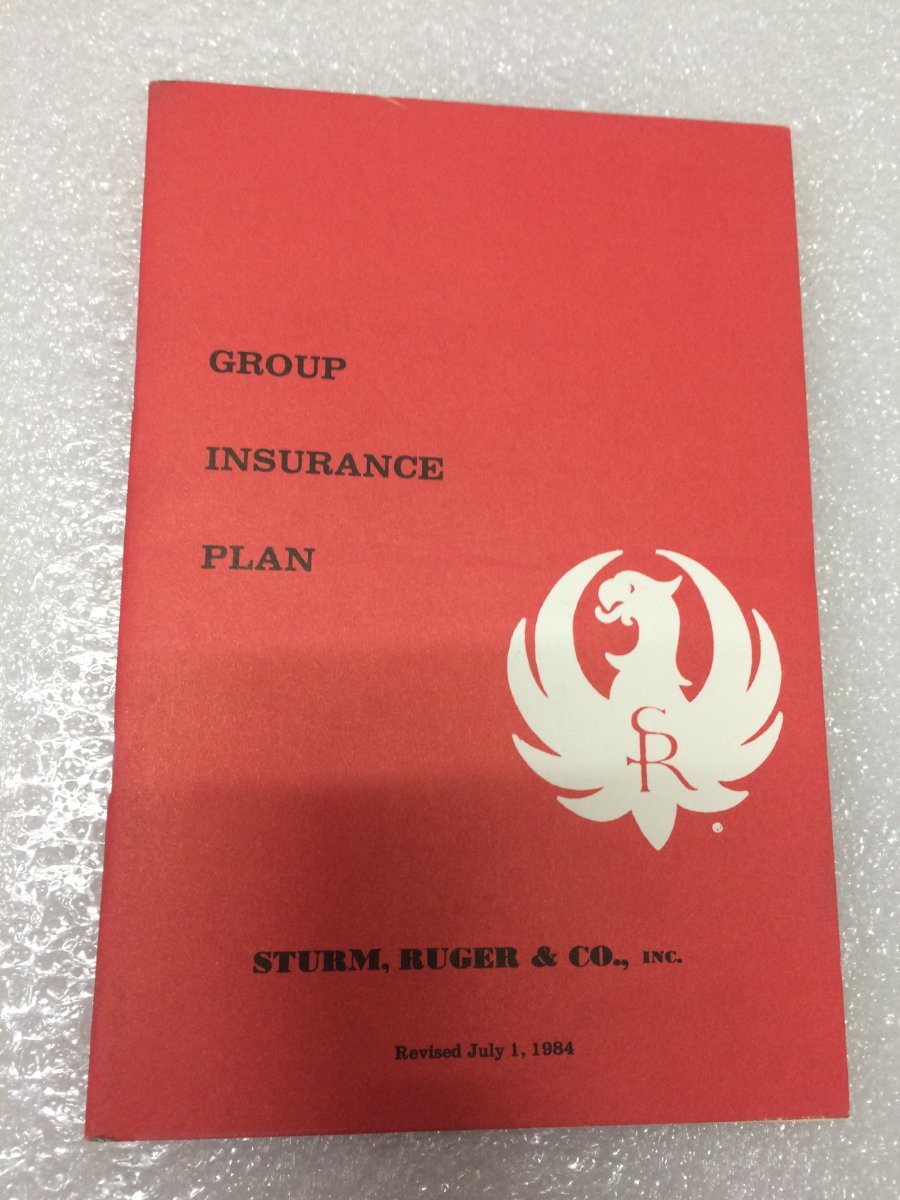 GROUP
INSURANCE
PLAN
SR
®
STURM, RUGER & CO., INC.
Revised July 1, 1984